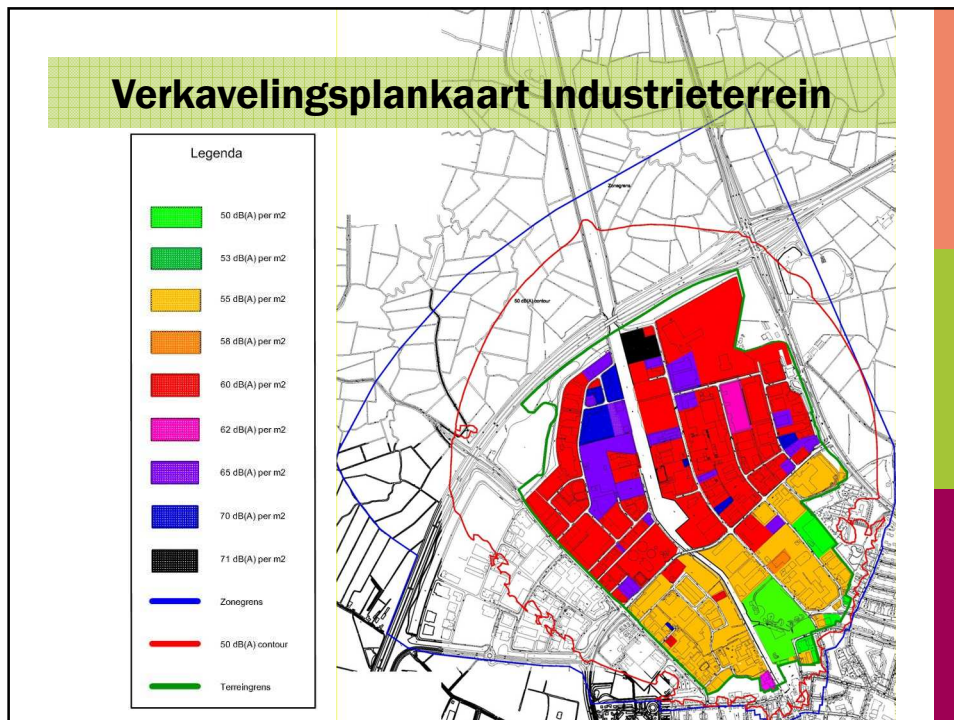 Verkavelingsplankaart Industrieterrein
Legenda
50 dB(A) per m2
53 dB(A) per m2
55 dB(A) per m2
58 dB(A) per m2
60 dB(A) per m2
62 dB(A) per m2
65 dB(A) per m2
70 dB(A) per m2
71 dB(A) per m2
Zonegrens
50 dB(A) contour
Terreingrens
Zonegrens
50 dB(A) contour